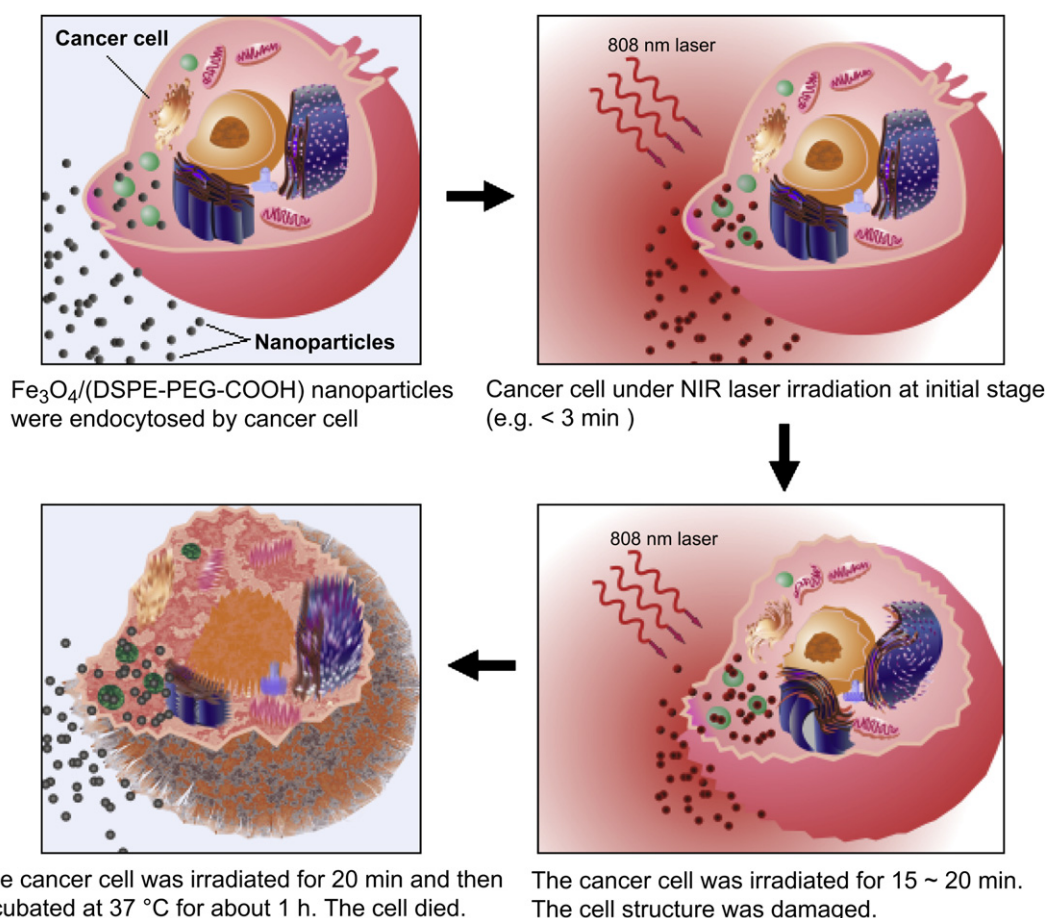 Cancer cell
Nanoparticles
Fe₃O₄/(DSPE-PEG-COOH) nanoparticles
were endocytosed by cancer cell
808 nm laser
Cancer cell under NIR laser irradiation at initial stage
(e.g. < 3 min )
808 nm laser
The cancer cell was irradiated for 15 ~ 20 min.
The cell structure was damaged.
e cancer cell was irradiated for 20 min and then
cubated at 37 °C for about 1 h. The cell died.